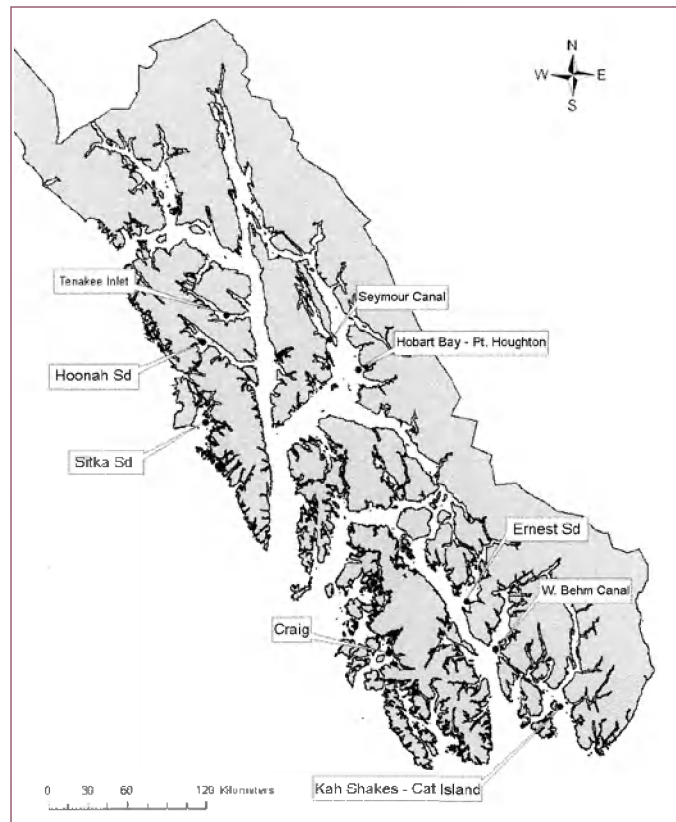 N
W E
S
Tenakee Inlet
Seymour Canal
Hobart Bay - Pt. Houghton
Hoonah Sd
Sitka Sd
Ernest Sd
W. Behm Canal
Craig
Kah Shakes - Cat Island
0 30 60 120 Kilometers